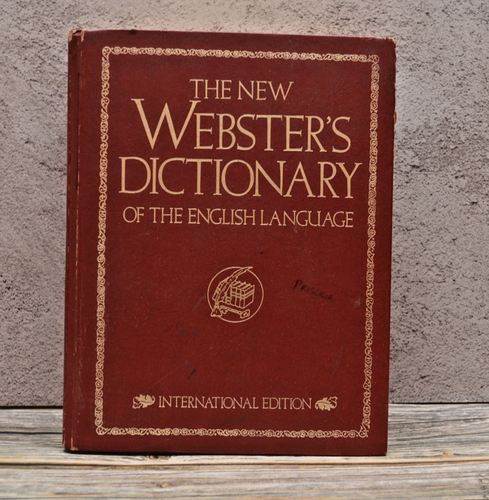 THE NEW
WEBSTER'S
DICTIONARY
OF THE ENGLISH LANGUAGE
INTERNATIONAL EDITION